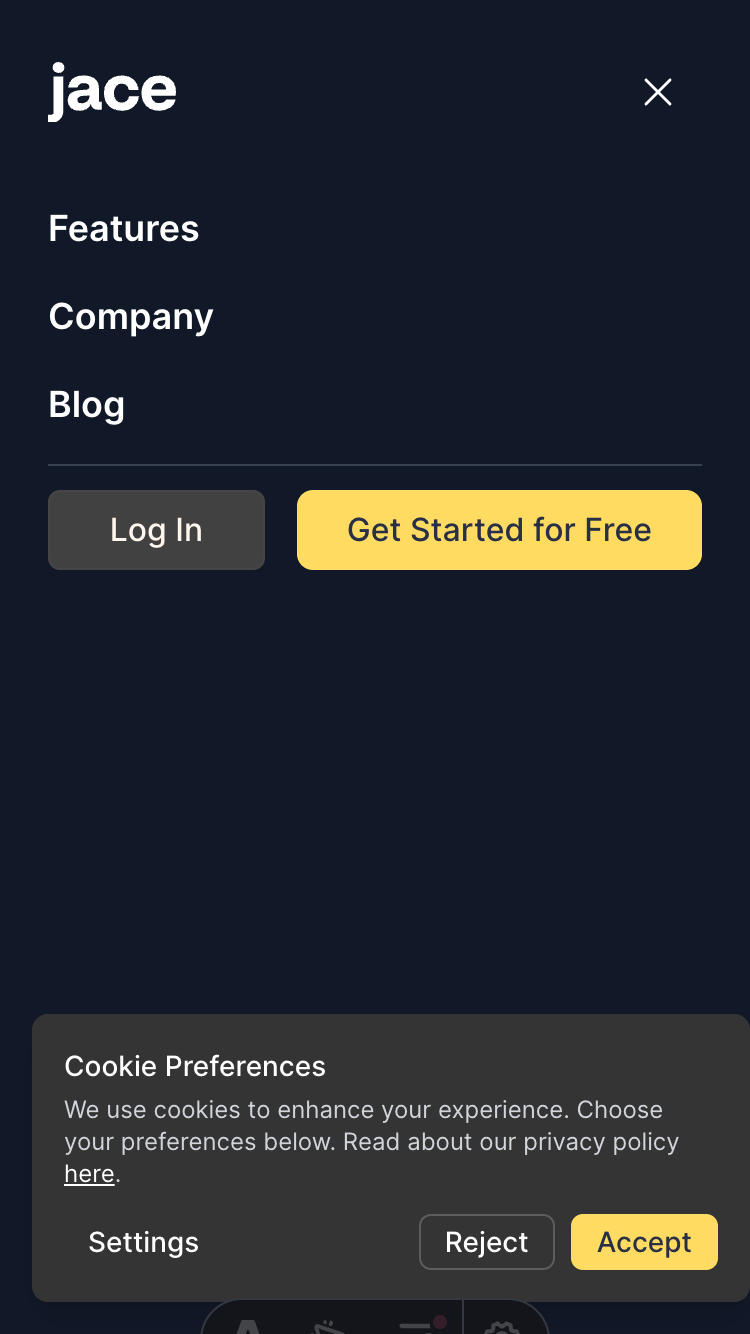 jace
Features
Company
Blog
Log In
Get Started for Free
Cookie Preferences
We use cookies to enhance your experience. Choose
your preferences below. Read about our privacy policy
here.
Settings
Reject
Accept